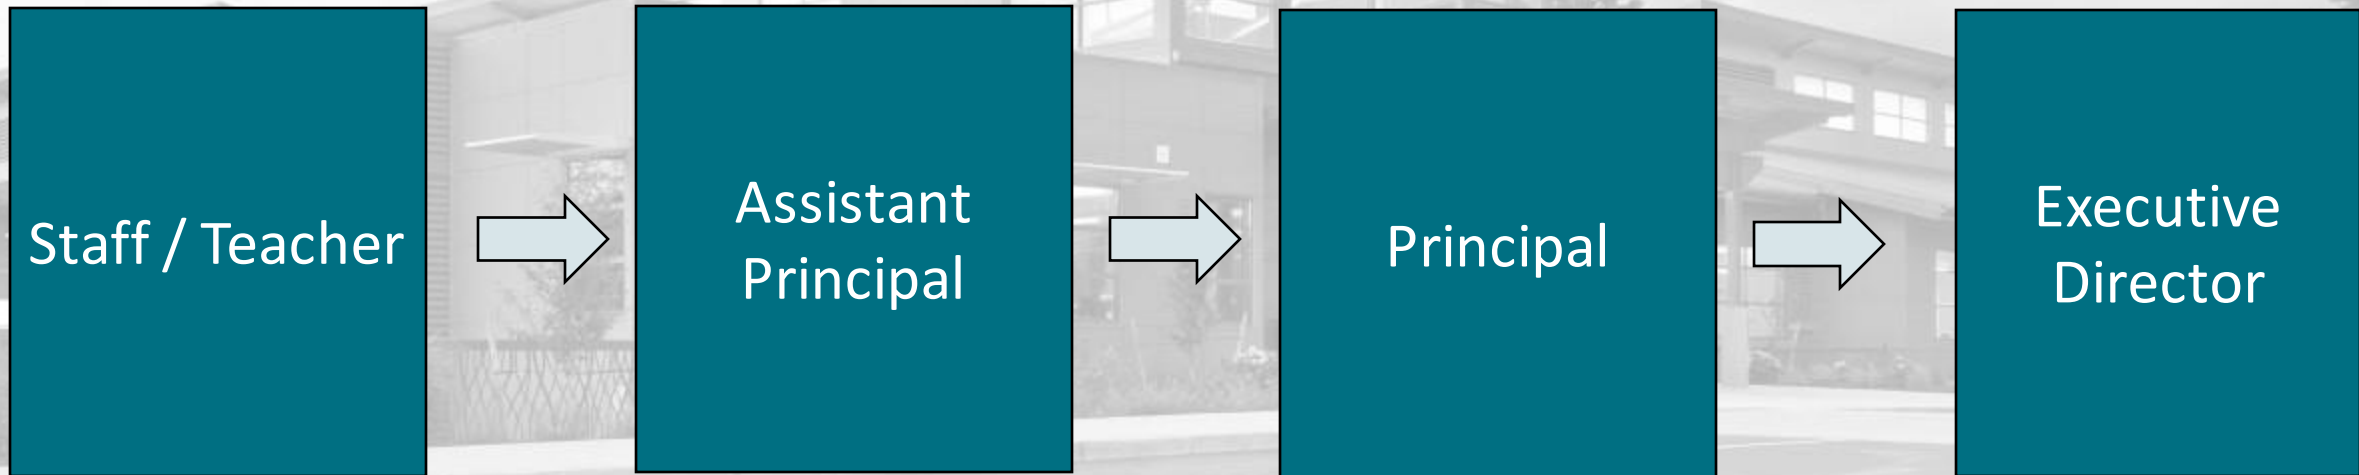 Staff / Teacher
Assistant
Principal
Principal
Executive
Director